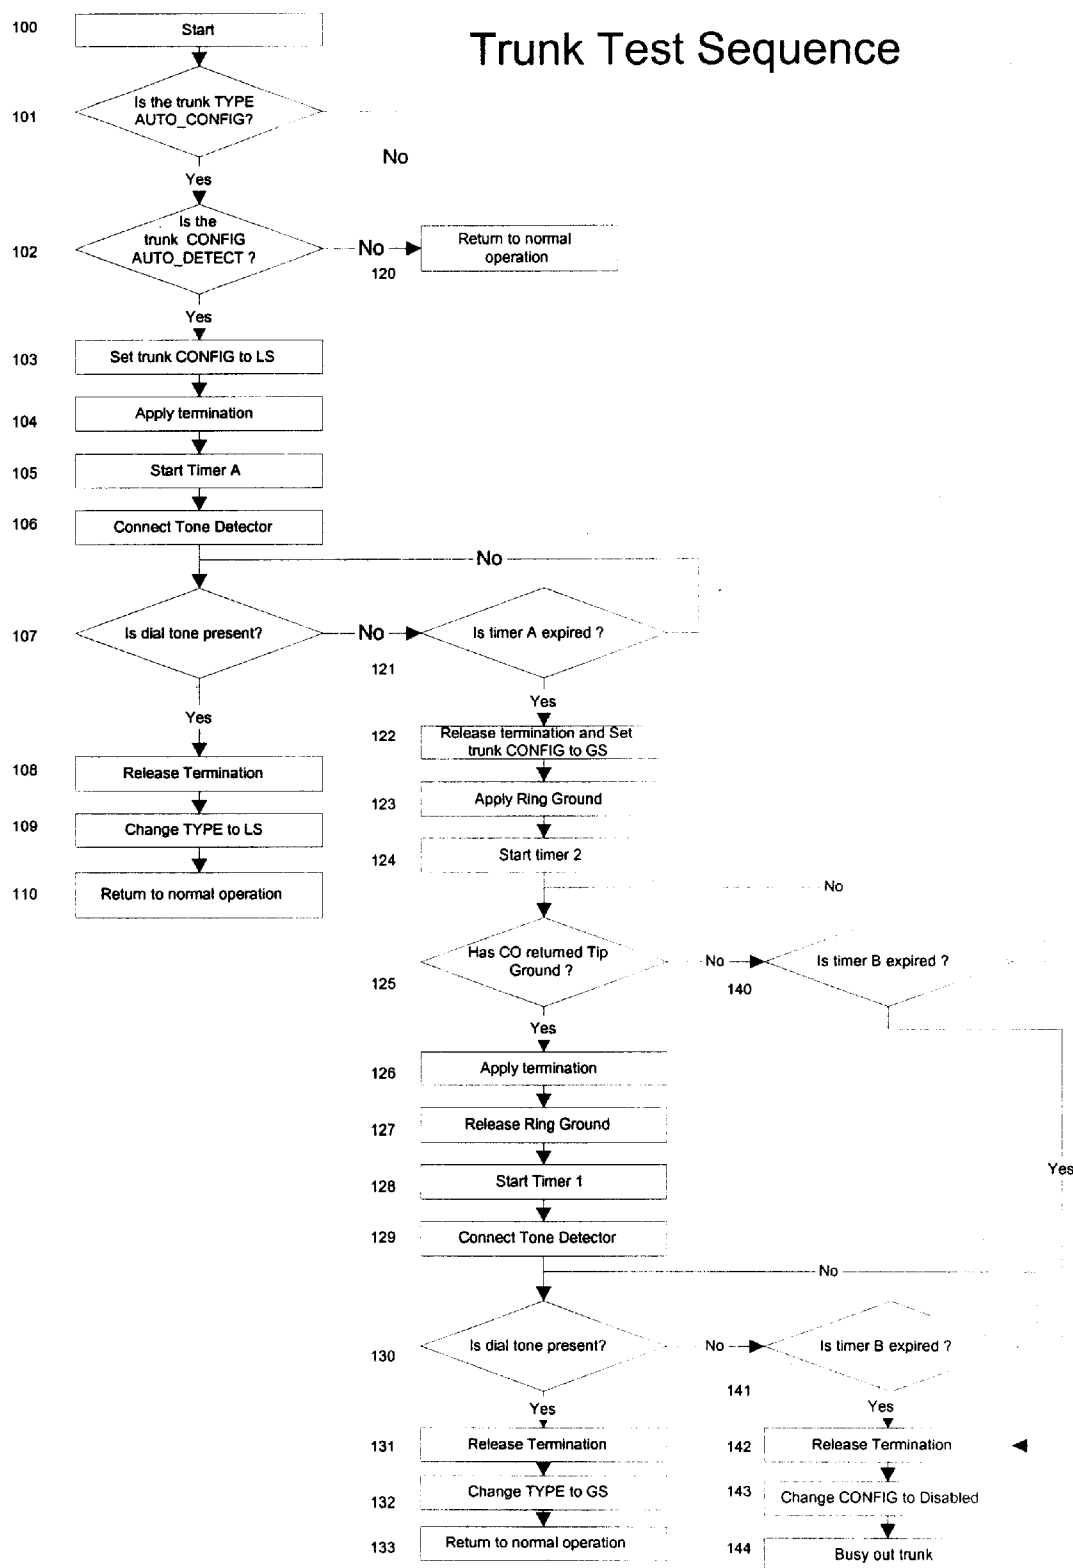 Trunk Test Sequence
100
Start
101
Is the trunk TYPE
AUTO_CONFIG?
No
Yes
102
Is the
trunk CONFIG
AUTO_DETECT ?
No
120
Return to normal
operation
Yes
103
Set trunk CONFIG to LS
104
Apply termination
105
Start Timer A
106
Connect Tone Detector
No
107
Is dial tone present?
No
121
Is timer A expired ?
Yes
Yes
122
Release termination and Set
trunk CONFIG to GS
108
Release Termination
123
Apply Ring Ground
109
Change TYPE to LS
124
Start timer 2
110
Return to normal operation
No
125
Has CO returned Tip
Ground ?
No
140
Is timer B expired ?
Yes
126
Apply termination
127
Release Ring Ground
Yes
128
Start Timer 1
129
Connect Tone Detector
No
130
Is dial tone present?
No
141
Is timer B expired ?
Yes
Yes
131
Release Termination
142
Release Termination
132
Change TYPE to GS
143
Change CONFIG to Disabled
133
Return to normal operation
144
Busy out trunk